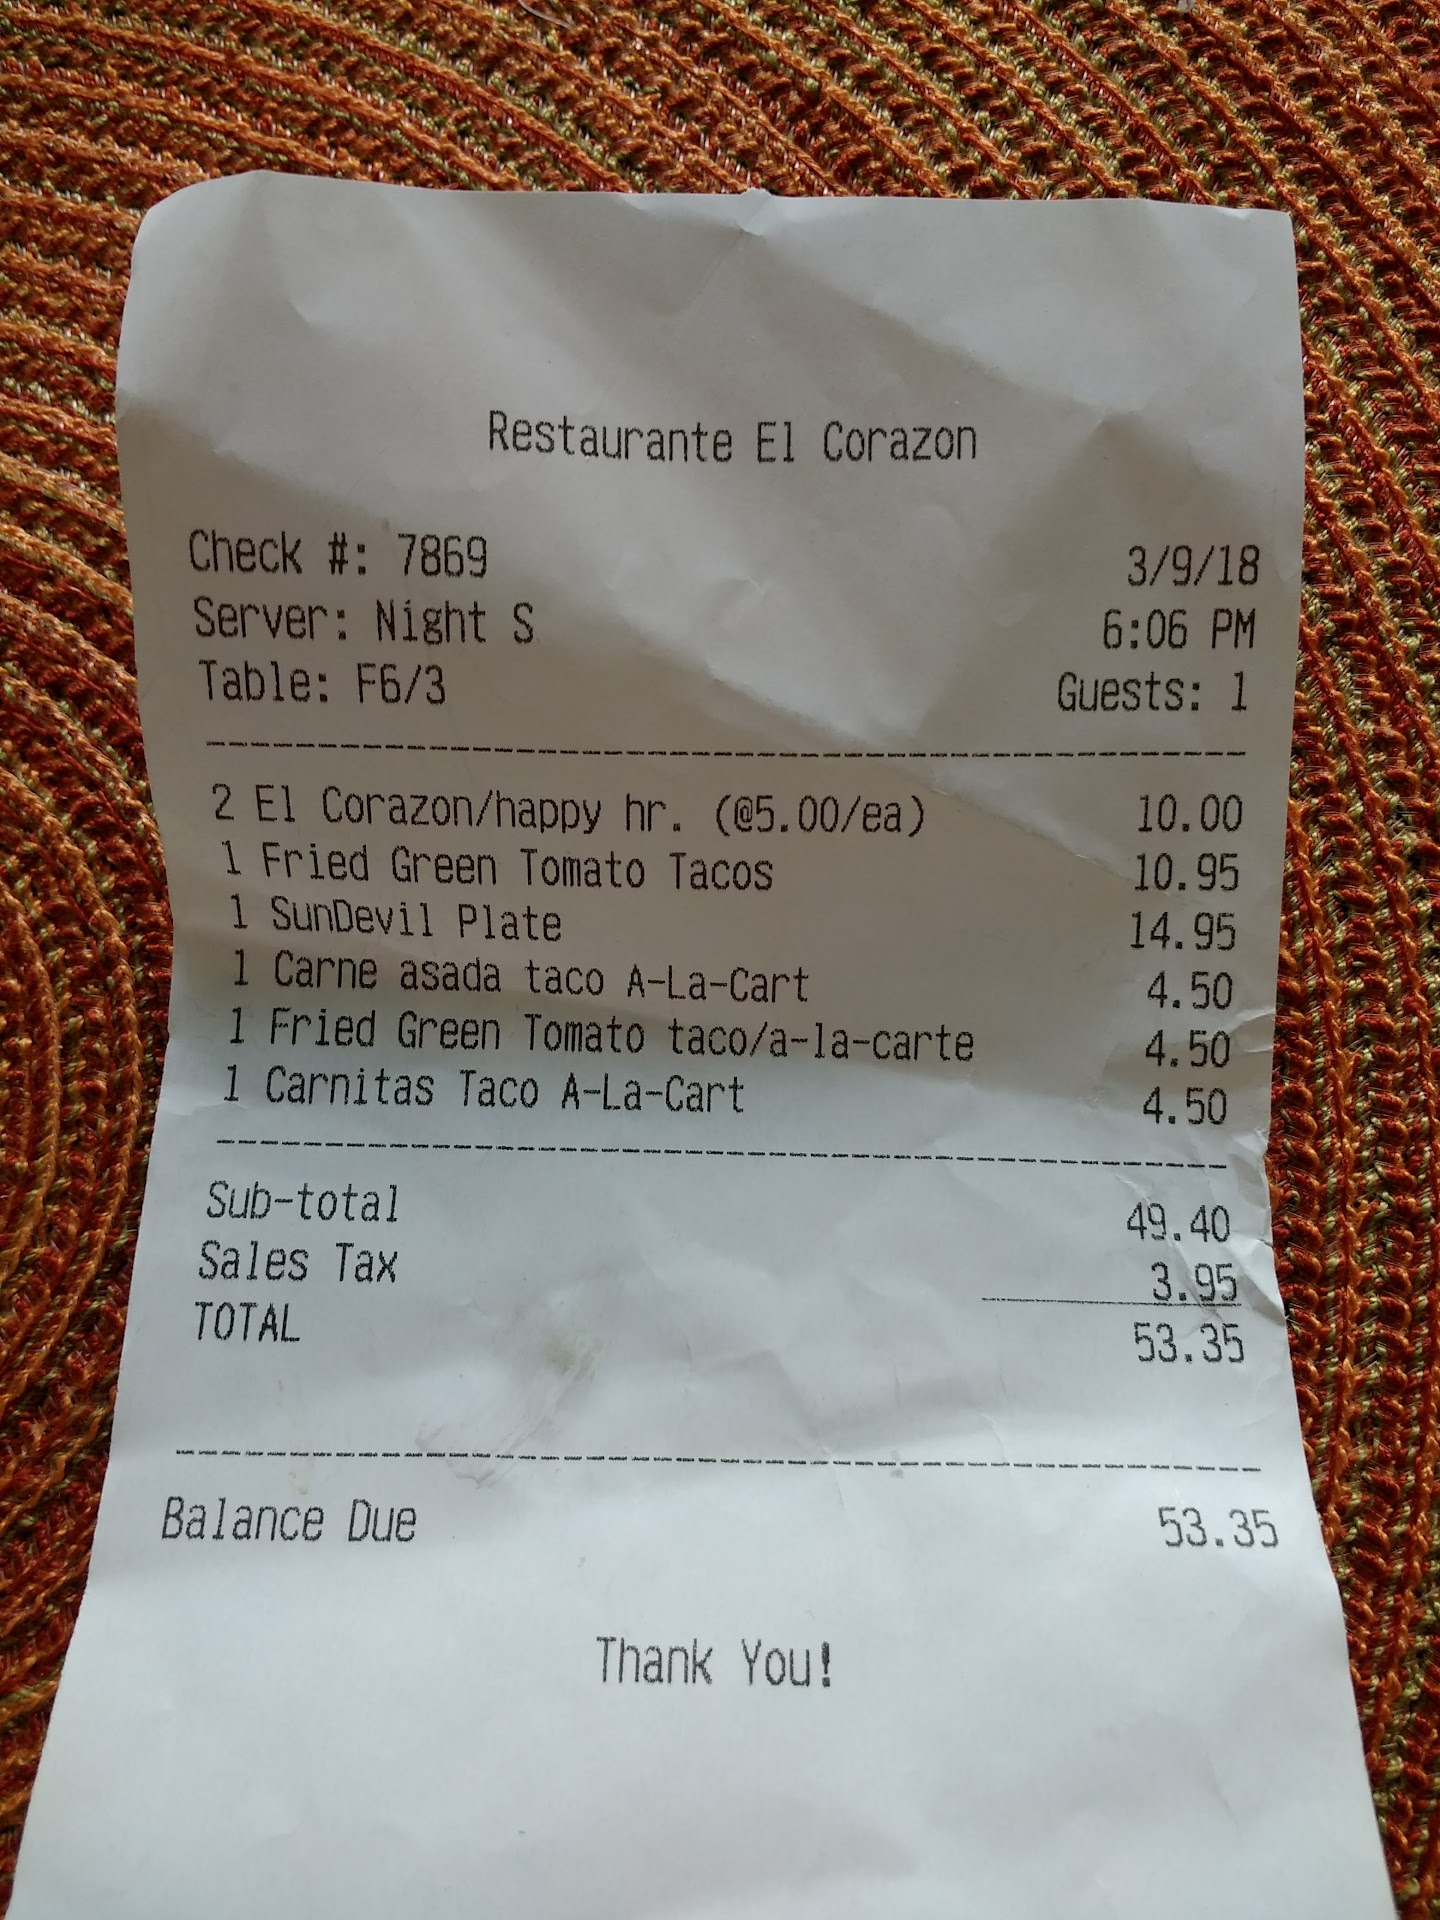 Restaurante El Corazon
Check #: 7869 3/9/18
Server: Night S 6:06 PM
Table: F6/3 Guests: 1
2 El Corazon/happy hr. (@5.00/ea) 10.00
1 Fried Green Tomato Tacos 10.95
1 SunDevil Plate 14.95
1 Carne asada taco A-La-Cart 4.50
1 Fried Green Tomato taco/a-la-carte 4.50
1 Carnitas Taco A-La-Cart 4.50
Sub-total 49.40
Sales Tax 3.95
TOTAL 53.35
Balance Due 53.35
Thank You!